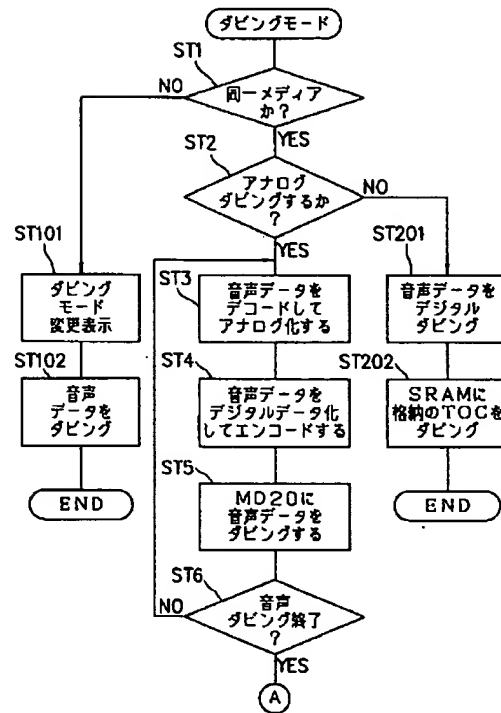 ダビングモード
ST1
NO
同一メディア
か?
YES
ST2
アナログ
ダビングするか
?
NO
YES
ST101
ダビング
モード
変更表示
ST102
音声
データを
ダビング
END
ST3
音声データを
デコードして
アナログ化する
ST4
音声データを
デジタルデータ化
してエンコードする
ST5
MD20に
音声データを
ダビングする
ST6
NO
音声
ダビング終了
?
YES
A
ST201
音声データを
デジタル
ダビング
ST202
SRAMに
格納のTOCを
ダビング
END